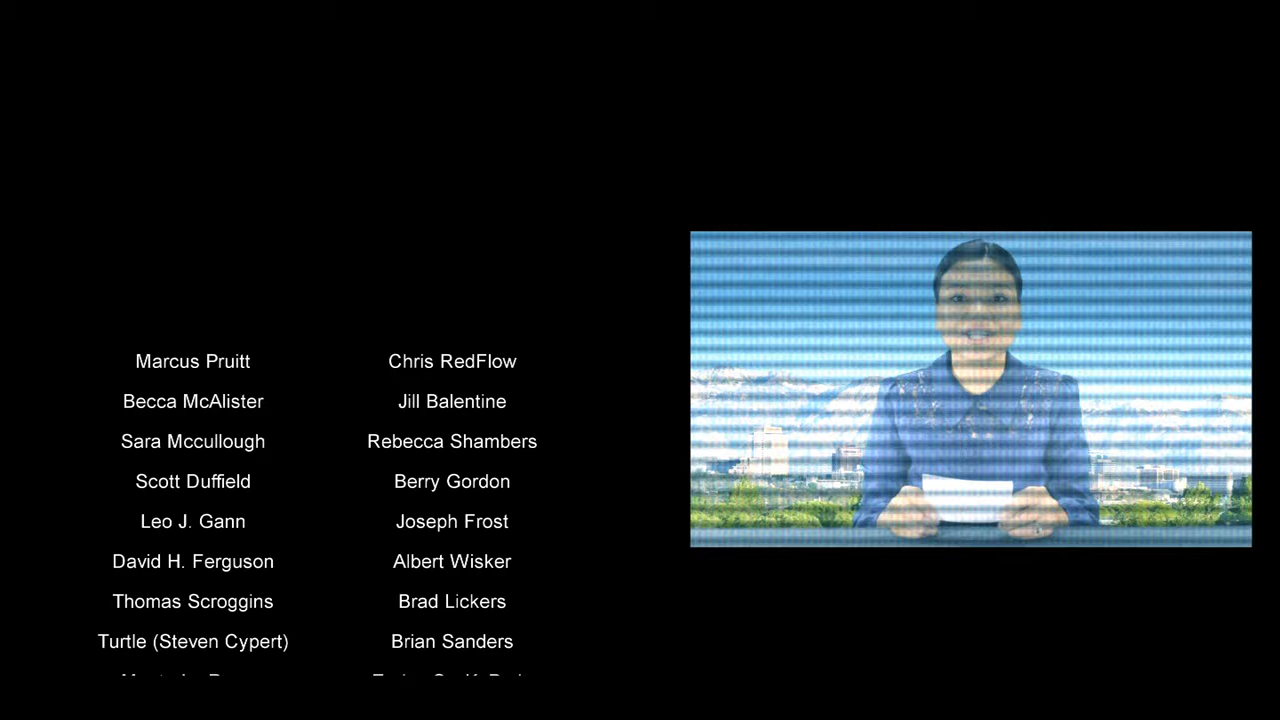 Marcus Pruitt Chris RedFlow
Becca McAlister Jill Balentine
Sara Mccullough Rebecca Shambers
Scott Duffield Berry Gordon
Leo J. Gann Joseph Frost
David H. Ferguson Albert Wisker
Thomas Scroggins Brad Lickers
Turtle (Steven Cypert) Brian Sanders